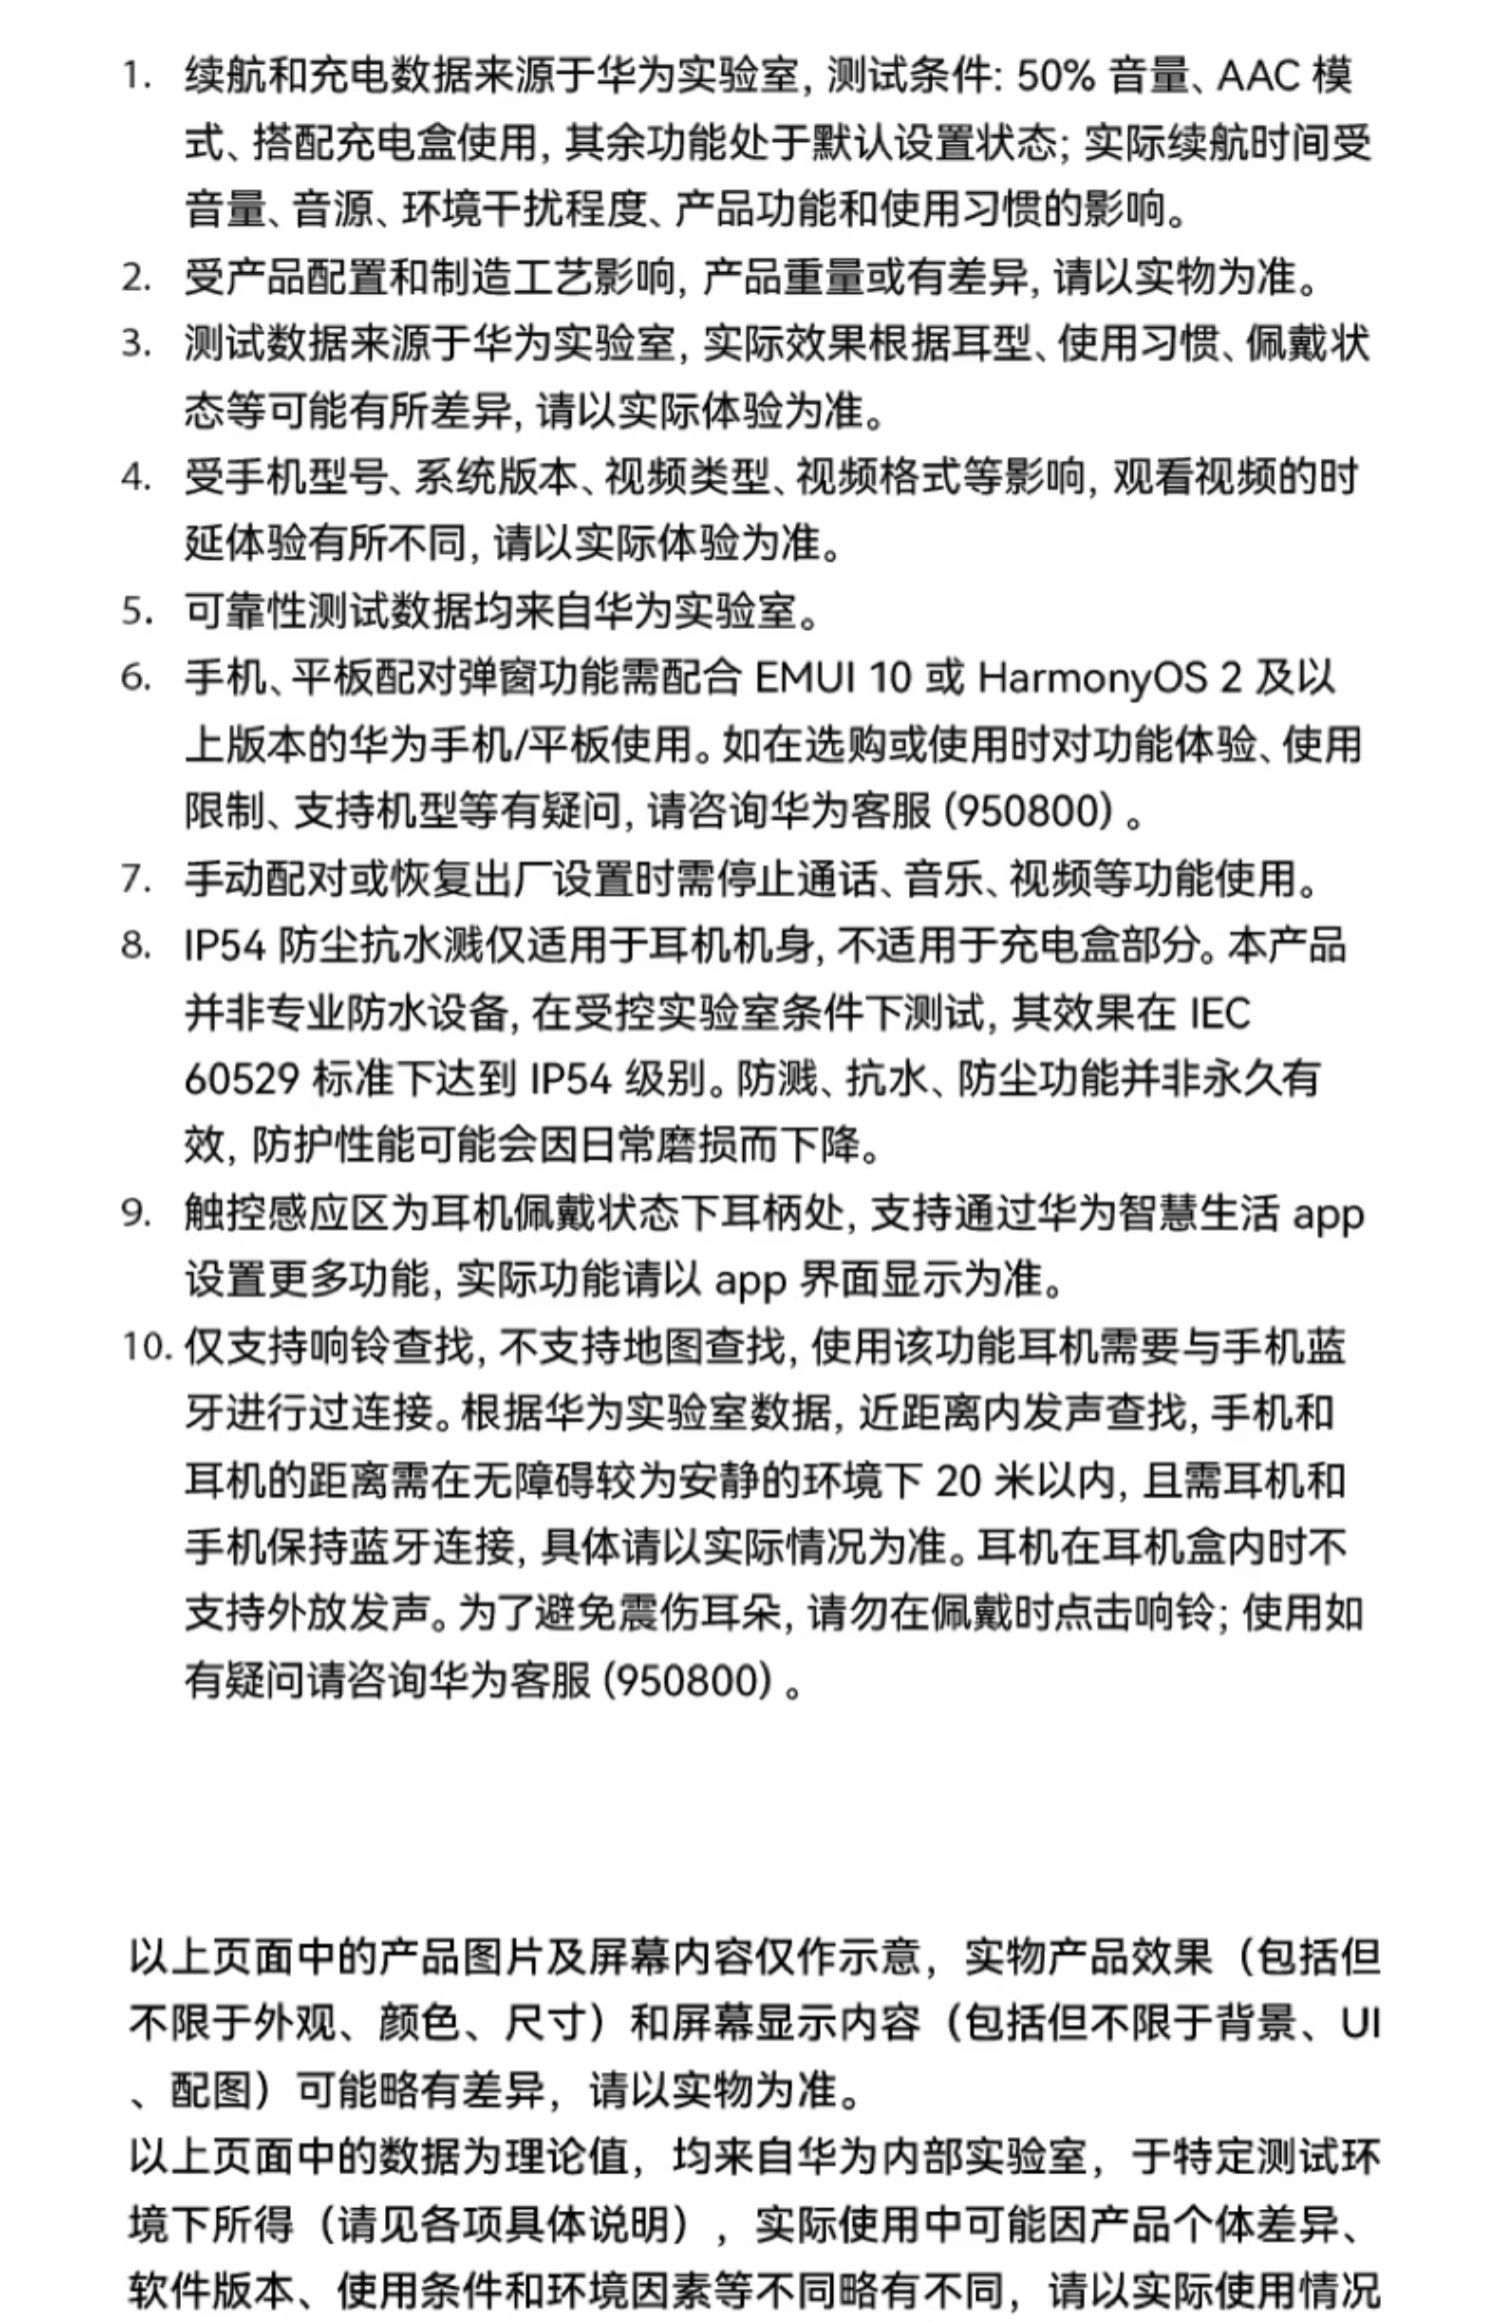 1. 续航和充电数据来源于华为实验室, 测试条件: 50% 音量、AAC 模
式、搭配充电盒使用, 其余功能处于默认设置状态; 实际续航时间受
音量、音源、环境干扰程度、产品功能和使用习惯的影响。
2. 受产品配置和制造工艺影响, 产品重量或有差异, 请以实物为准。
3. 测试数据来源于华为实验室, 实际效果根据耳型、使用习惯、佩戴状
态等可能有所差异, 请以实际体验为准。
4. 受手机型号、系统版本、视频类型、视频格式等影响, 观看视频的时
延体验有所不同, 请以实际体验为准。
5. 可靠性测试数据均来自华为实验室。
6. 手机、平板配对弹窗功能需配合 EMUI 10 或 HarmonyOS 2 及以
上版本的华为手机/平板使用。如在选购或使用时对功能体验、使用
限制、支持机型等有疑问, 请咨询华为客服 (950800) 。
7. 手动配对或恢复出厂设置时需停止通话、音乐、视频等功能使用。
8. IP54 防尘抗水溅仅适用于耳机机身, 不适用于充电盒部分。本产品
并非专业防水设备, 在受控实验室条件下测试, 其效果在 IEC
60529 标准下达到 IP54 级别。防溅、抗水、防尘功能并非永久有
效, 防护性能可能会因日常磨损而下降。
9. 触控感应区为耳机佩戴状态下耳柄处, 支持通过华为智慧生活 app
设置更多功能, 实际功能请以 app 界面显示为准。
10. 仅支持响铃查找, 不支持地图查找, 使用该功能耳机需要与手机蓝
牙进行过连接。根据华为实验室数据, 近距离内发声查找, 手机和
耳机的距离需在无障碍较为安静的环境下 20 米以内, 且需耳机和
手机保持蓝牙连接, 具体请以实际情况为准。耳机在耳机盒内时不
支持外放发声。为了避免震伤耳朵, 请勿在佩戴时点击响铃; 使用如
有疑问请咨询华为客服 (950800) 。
以上页面中的产品图片及屏幕内容仅作示意，实物产品效果（包括但
不限于外观、颜色、尺寸）和屏幕显示内容（包括但不限于背景、UI
、配图）可能略有差异，请以实物为准。
以上页面中的数据为理论值，均来自华为内部实验室，于特定测试环
境下所得（请见各项具体说明），实际使用中可能因产品个体差异、
软件版本、使用条件和环境因素等不同略有不同，请以实际使用情况